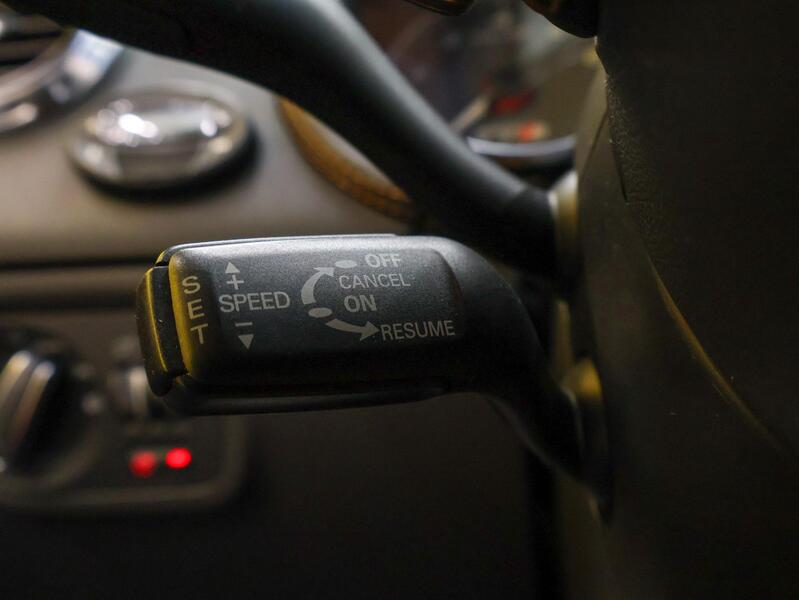 SET
+
SPEED
−
OFF
CANCEL
ON
RESUME